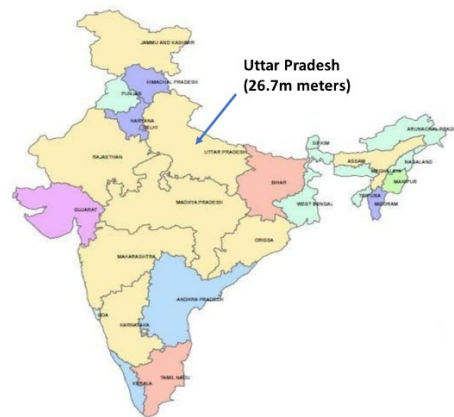 JAMMU AND KASHMIR
Uttar Pradesh
(26.7m meters)
HIMACHAL PRADESH
PUNJAB
HARYANA
DELHI
ARUNACHAL PRADE
RAJASTHAN
UTTAR PRADESH
SIKKIM
ASSAM
NAGALAND
MEGHALAYA
BIHAR
MANIPUR
TRIPURA
MIZORAM
GUJARAT
MADHYA PRADESH
WEST BENGAL
ORISSA
MAHARASHTRA
ANDHRA PRADESH
GOA
KARNATAKA
KERALA
TAMIL NADU